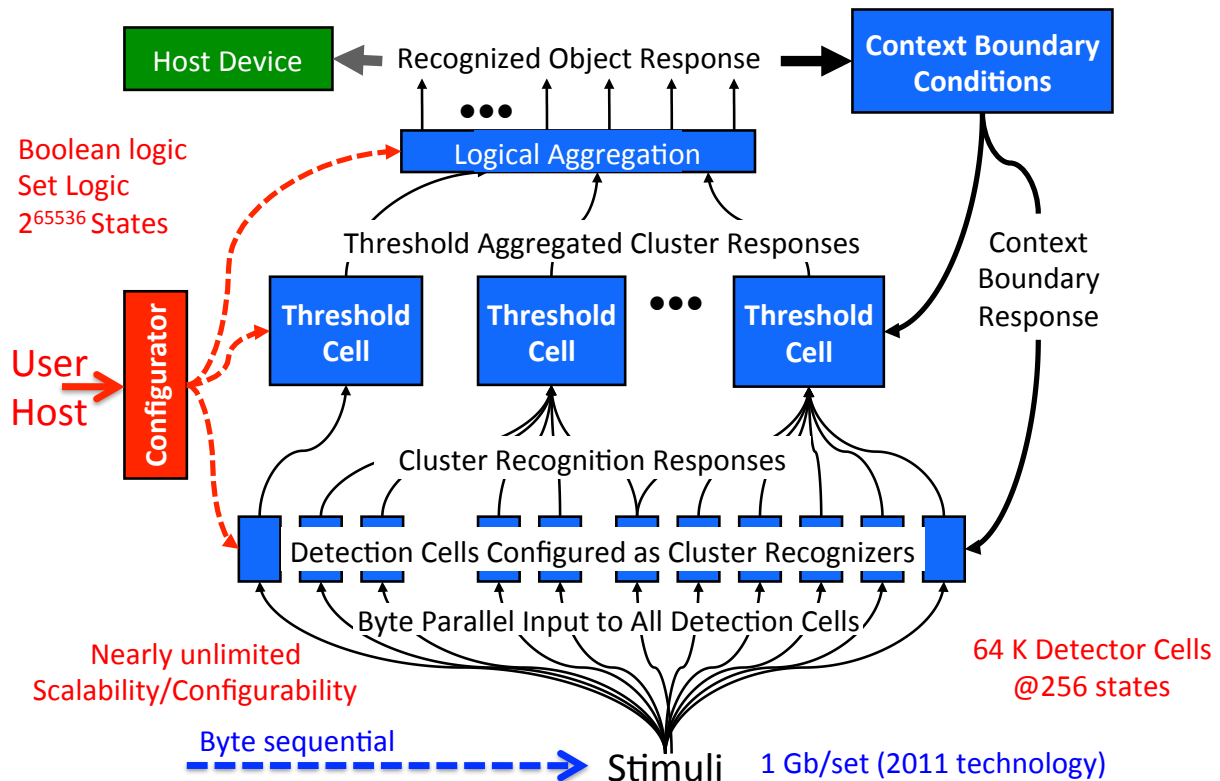 Host Device
Recognized Object Response
Context Boundary
Conditions
•••
Logical Aggregation
Boolean logic
Set Logic
2^65536 States
Threshold Aggregated Cluster Responses
Context
Boundary
Response
Threshold
Cell
Threshold
Cell
•••
Threshold
Cell
User
Host
Configurator
Cluster Recognition Responses
Detection Cells Configured as Cluster Recognizers
Byte Parallel Input to All Detection Cells
Nearly unlimited
Scalability/Configurability
64 K Detector Cells
@256 states
Byte sequential
Stimuli
1 Gb/set (2011 technology)